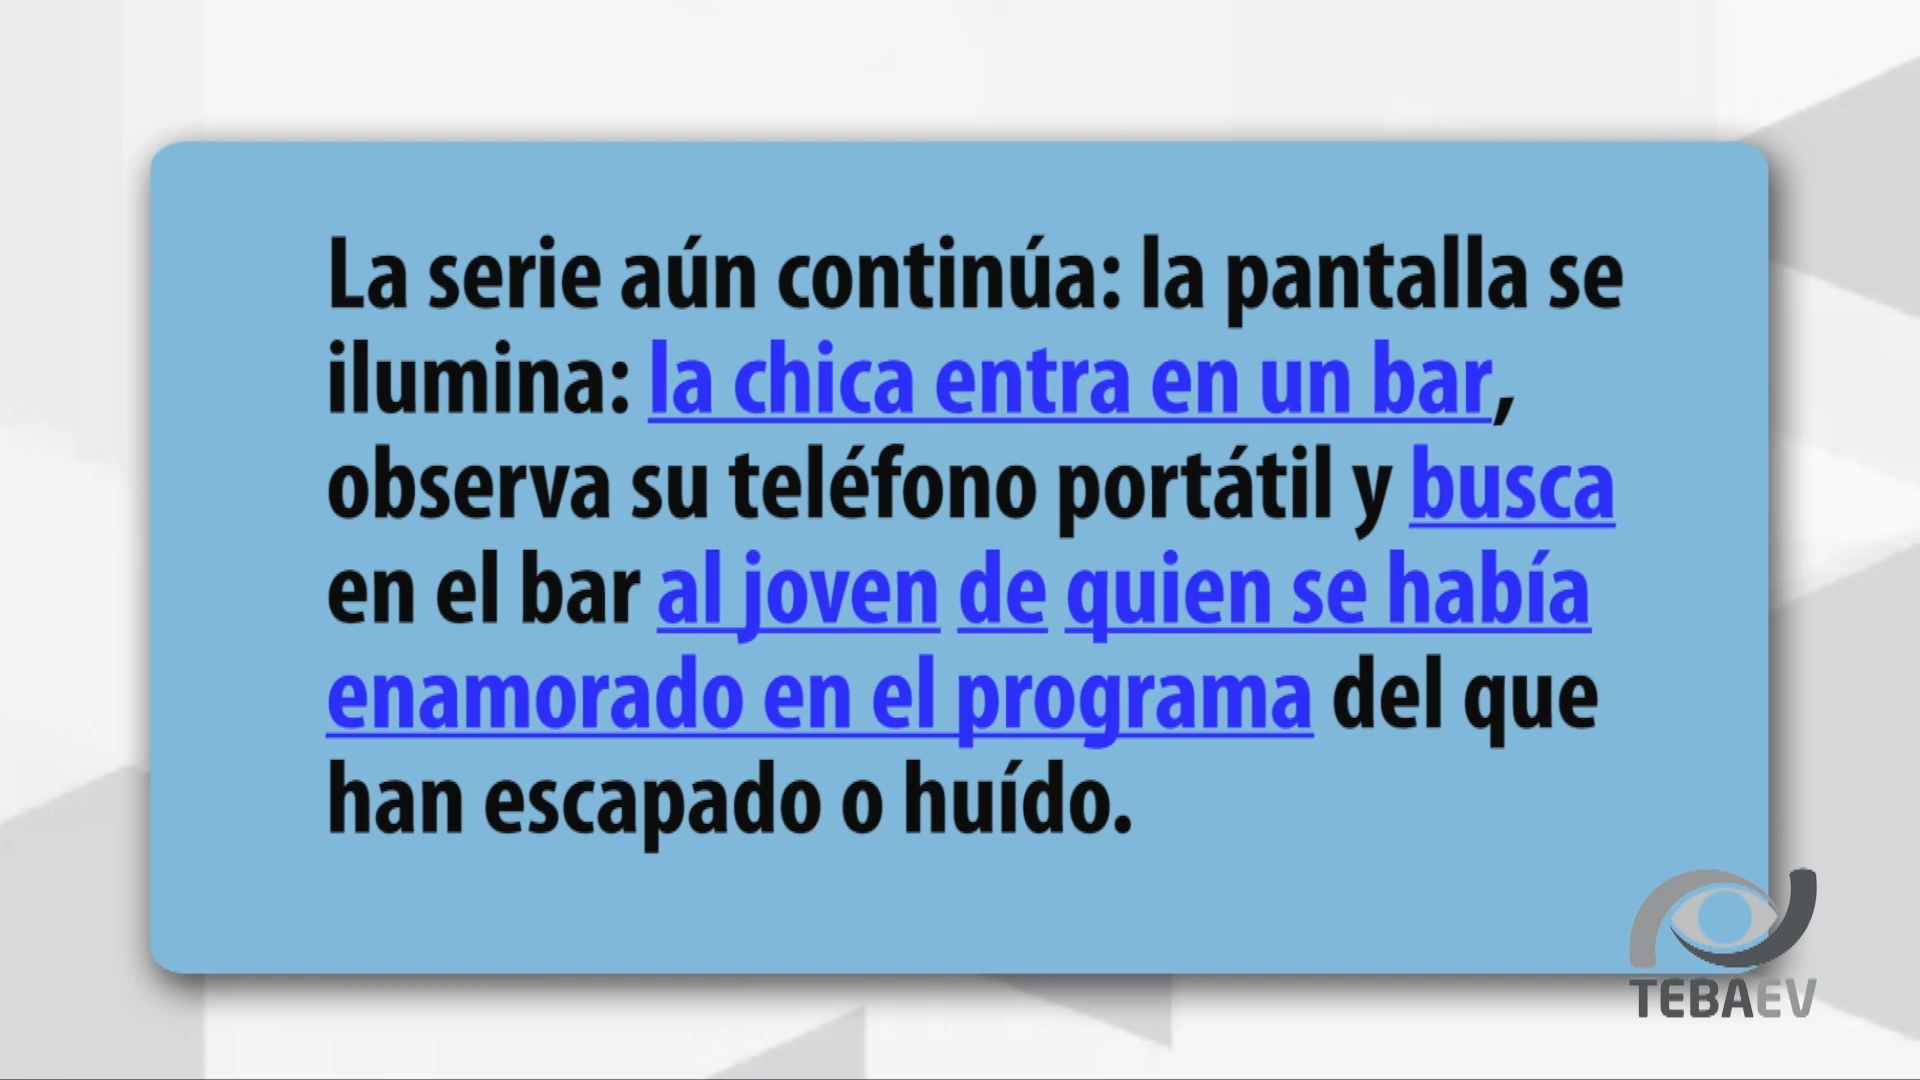 La serie aún continúa: la pantalla se
ilumina: la chica entra en un bar,
observa su teléfono portátil y busca
en el bar al joven de quien se había
enamorado en el programa del que
han escapado o huído.
TEBAEV